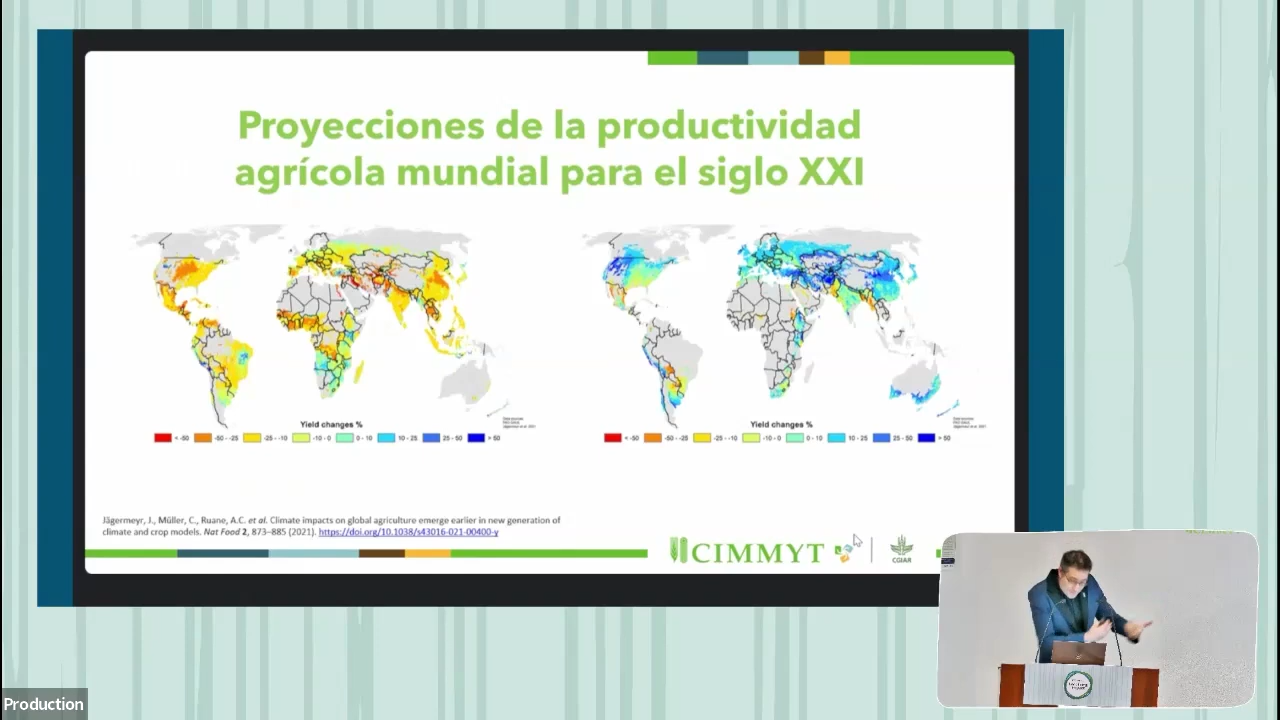 Proyecciones de la productividad
agrícola mundial para el siglo XXI
Yield changes %
< -50 -50 - -25 -25 - -10 -10 - 0 0 - 10 10 - 25 25 - 50 > 50
Yield changes %
< -50 -50 - -25 -25 - -10 -10 - 0 0 - 10 10 - 25 25 - 50 > 50
Jägermeyr, J., Müller, C., Ruane, A.C. et al. Climate impacts on global agriculture emerge earlier in new generation of
climate and crop models. Nat Food 2, 873–885 (2021). https://doi.org/10.1038/s43016-021-00400-y
CIMMYT
CGIAR
Production